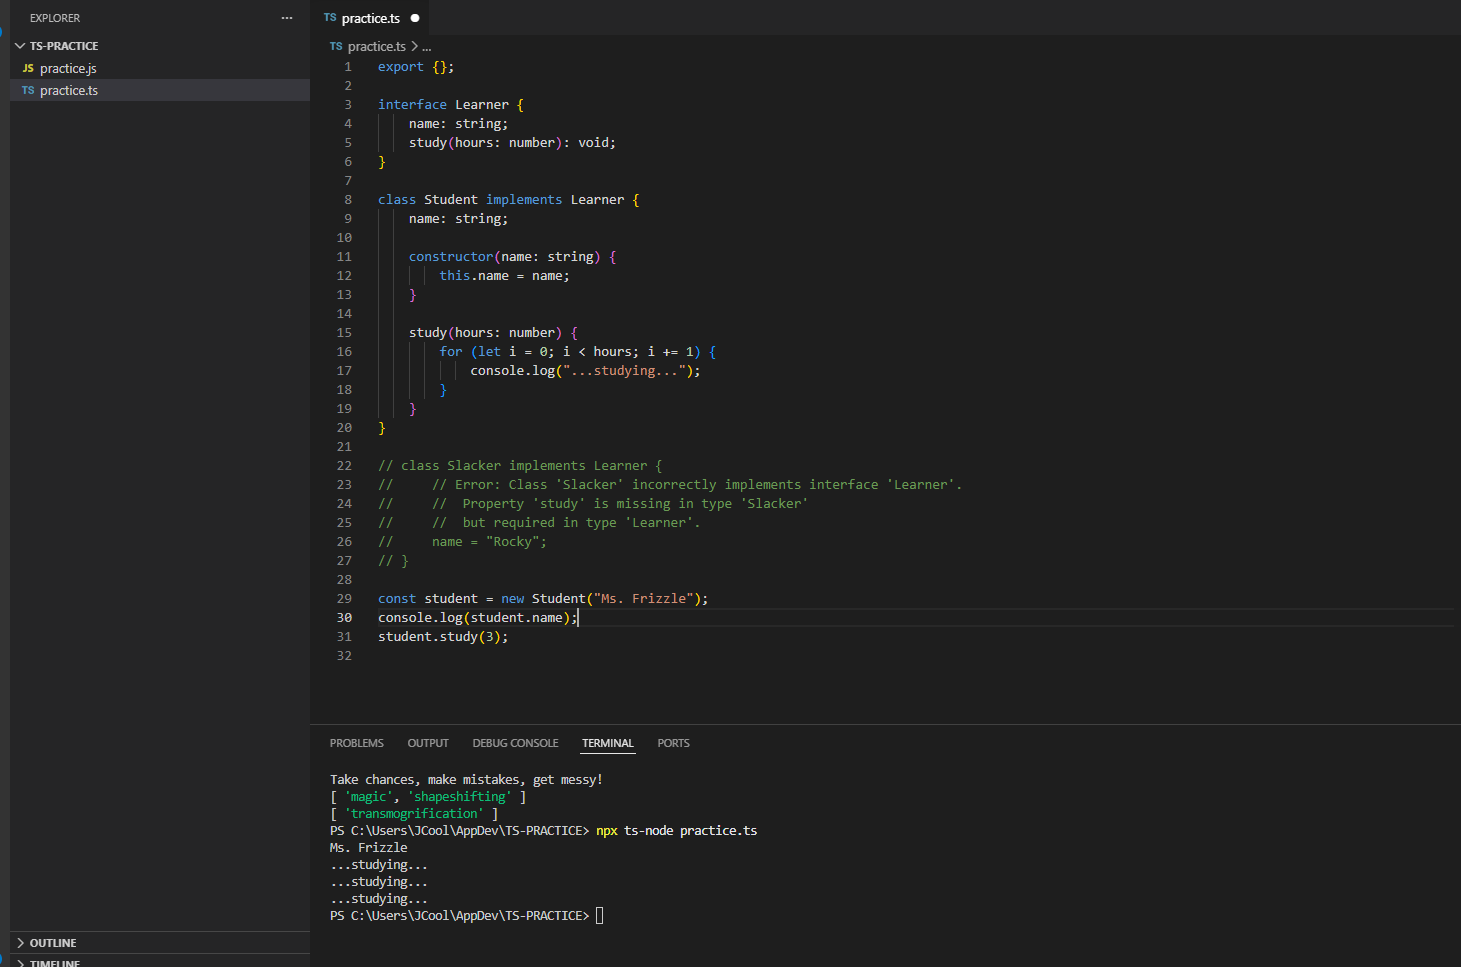 EXPLORER ...
TS-PRACTICE
JS practice.js
TS practice.ts
OUTLINE
TIMELINE
TS practice.ts
TS practice.ts > ...
1 export {};
2
3 interface Learner {
4     name: string;
5     study(hours: number): void;
6 }
7
8 class Student implements Learner {
9     name: string;
10
11     constructor(name: string) {
12         this.name = name;
13     }
14
15     study(hours: number) {
16         for (let i = 0; i < hours; i += 1) {
17             console.log("...studying...");
18         }
19     }
20 }
21
22 // class Slacker implements Learner {
23 //     // Error: Class 'Slacker' incorrectly implements interface 'Learner'.
24 //     //  Property 'study' is missing in type 'Slacker'
25 //     //  but required in type 'Learner'.
26 //     name = "Rocky";
27 // }
28
29 const student = new Student("Ms. Frizzle");
30 console.log(student.name);
31 student.study(3);
32
PROBLEMS OUTPUT DEBUG CONSOLE TERMINAL PORTS
Take chances, make mistakes, get messy!
[ 'magic', 'shapeshifting' ]
[ 'transmogrification' ]
PS C:\Users\JCool\AppDev\TS-PRACTICE> npx ts-node practice.ts
Ms. Frizzle
...studying...
...studying...
...studying...
PS C:\Users\JCool\AppDev\TS-PRACTICE>